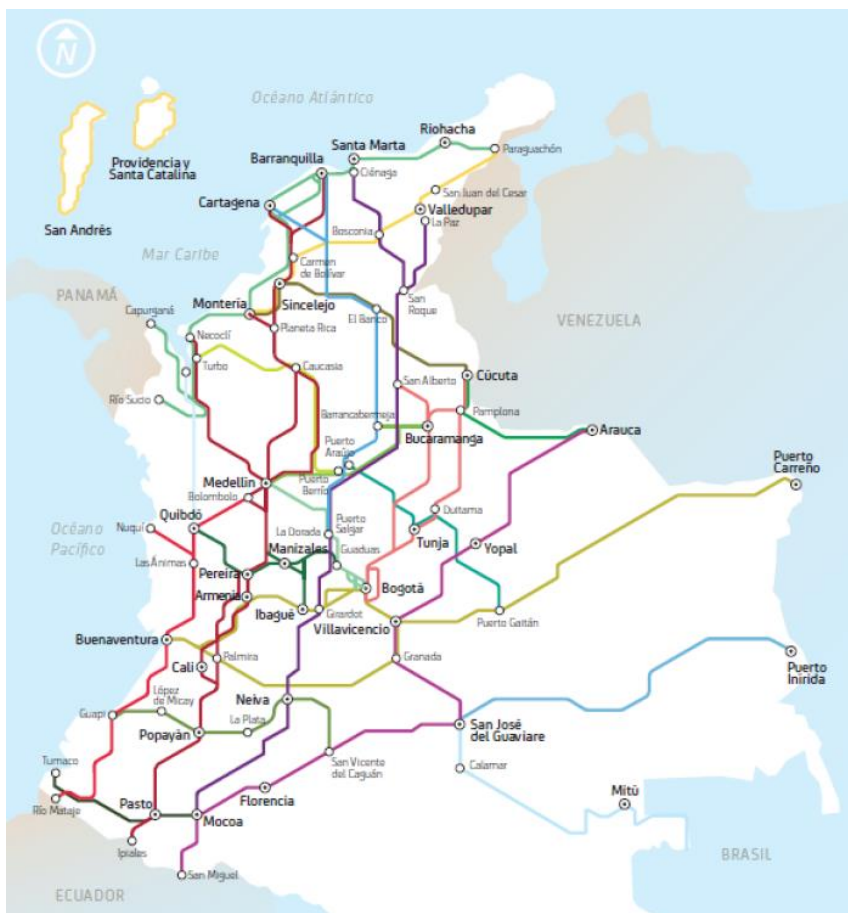 N
Océano Atlántico
Providencia y
Santa Catalina
San Andrés
Mar Caribe
Barranquilla
Santa Marta
Riohacha
Paraguachón
Ciénaga
San Juan del Cesar
Cartagena
Valledupar
La Paz
Bosconia
Carmen
de Bolívar
San
Roque
PANAMÁ
VENEZUELA
Capurganá
Montería
Sincelejo
El Banco
Necoclí
Planeta Rica
Turbo
Caucasia
San Alberto
Cúcuta
Río Sucio
Barrancabermeja
Pamplona
Bucaramanga
Arauca
Puerto
Araújo
Puerto
Carreño
Medellín
Puerto
Berrío
Bolombolo
Quibdó
Nuquí
Océano
Pacífico
La Dorada
Puerto
Salgar
Duitama
Tunja
Yopal
Las Ánimas
Manizales
Guaduas
Pereira
Bogotá
Armenia
Ibagué
Girardot
Villavicencio
Puerto Gaitán
Buenaventura
Cali
Palmira
Granada
Puerto
Inírida
Neiva
López
de Micay
Guapi
La Plata
Popayán
San José
del Guaviare
San Vicente
del Caguán
Calamar
Tumaco
Río Mataje
Pasto
Mocoa
Florencia
Mitú
Ipiales
San Miguel
BRASIL
ECUADOR